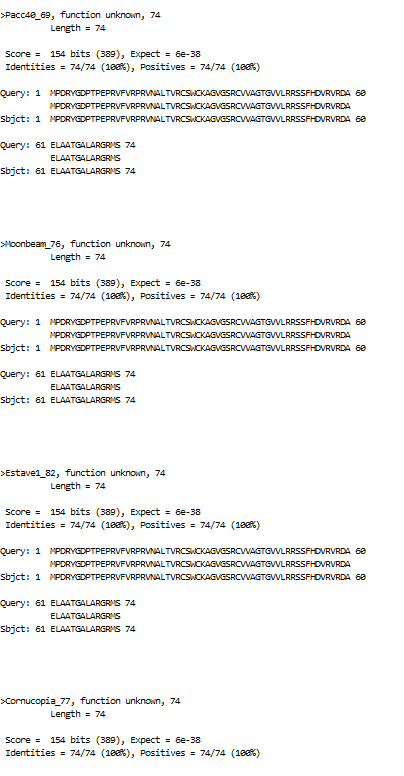 >Pacc40_69, function unknown, 74
Length = 74
Score = 154 bits (389), Expect = 6e-38
Identities = 74/74 (100%), Positives = 74/74 (100%)
Query: 1 MPDRYGDPTPEPRVFVRPRVNALTVRCSWCKAGVGSRCVVAGTGVVLRRSSFHDVRVRDA 60
MPDRYGDPTPEPRVFVRPRVNALTVRCSWCKAGVGSRCVVAGTGVVLRRSSFHDVRVRDA
Sbjct: 1 MPDRYGDPTPEPRVFVRPRVNALTVRCSWCKAGVGSRCVVAGTGVVLRRSSFHDVRVRDA 60
Query: 61 ELAATGALARGRMS 74
ELAATGALARGRMS
Sbjct: 61 ELAATGALARGRMS 74
>Moonbeam_76, function unknown, 74
Length = 74
Score = 154 bits (389), Expect = 6e-38
Identities = 74/74 (100%), Positives = 74/74 (100%)
Query: 1 MPDRYGDPTPEPRVFVRPRVNALTVRCSWCKAGVGSRCVVAGTGVVLRRSSFHDVRVRDA 60
MPDRYGDPTPEPRVFVRPRVNALTVRCSWCKAGVGSRCVVAGTGVVLRRSSFHDVRVRDA
Sbjct: 1 MPDRYGDPTPEPRVFVRPRVNALTVRCSWCKAGVGSRCVVAGTGVVLRRSSFHDVRVRDA 60
Query: 61 ELAATGALARGRMS 74
ELAATGALARGRMS
Sbjct: 61 ELAATGALARGRMS 74
>Estave1_82, function unknown, 74
Length = 74
Score = 154 bits (389), Expect = 6e-38
Identities = 74/74 (100%), Positives = 74/74 (100%)
Query: 1 MPDRYGDPTPEPRVFVRPRVNALTVRCSWCKAGVGSRCVVAGTGVVLRRSSFHDVRVRDA 60
MPDRYGDPTPEPRVFVRPRVNALTVRCSWCKAGVGSRCVVAGTGVVLRRSSFHDVRVRDA
Sbjct: 1 MPDRYGDPTPEPRVFVRPRVNALTVRCSWCKAGVGSRCVVAGTGVVLRRSSFHDVRVRDA 60
Query: 61 ELAATGALARGRMS 74
ELAATGALARGRMS
Sbjct: 61 ELAATGALARGRMS 74
>Cornucopia_77, function unknown, 74
Length = 74
Score = 154 bits (389), Expect = 6e-38
Identities = 74/74 (100%), Positives = 74/74 (100%)